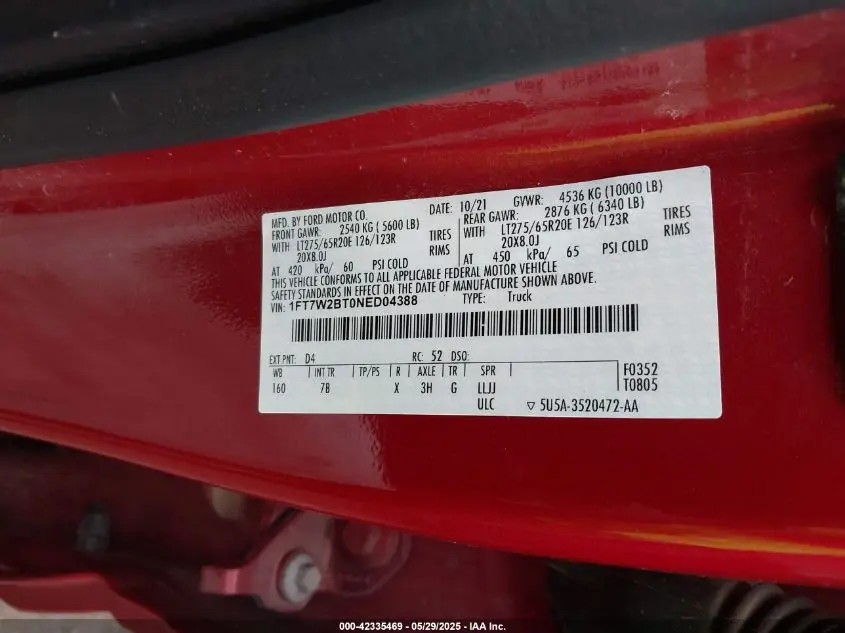 MFD. BY FORD MOTOR CO.
DATE: 10/21 GVWR: 4536 KG (10000 LB)
FRONT GAWR: 2540 KG ( 5600 LB)
REAR GAWR: 2876 KG ( 6340 LB)
WITH LT275/65R20E 126/123R TIRES
WITH LT275/65R20E 126/123R TIRES
20X8.0J RIMS
20X8.0J RIMS
AT 420 kPa/ 60 PSI COLD
AT 450 kPa/ 65 PSI COLD
THIS VEHICLE CONFORMS TO ALL APPLICABLE FEDERAL MOTOR VEHICLE
SAFETY STANDARDS IN EFFECT ON THE DATE OF MANUFACTURE SHOWN ABOVE.
VIN: 1FT7W2BT0NED04388 TYPE: Truck
EXT PNT: D4 RC: 52 DSO:
WB | INT TR | TP/PS | R | AXLE | TR | SPR |
160 7B X 3H G LLJJ
ULC ▽ 5U5A-3520472-AA
F0352
T0805
000-42335469 - 05/29/2025 - IAA Inc.